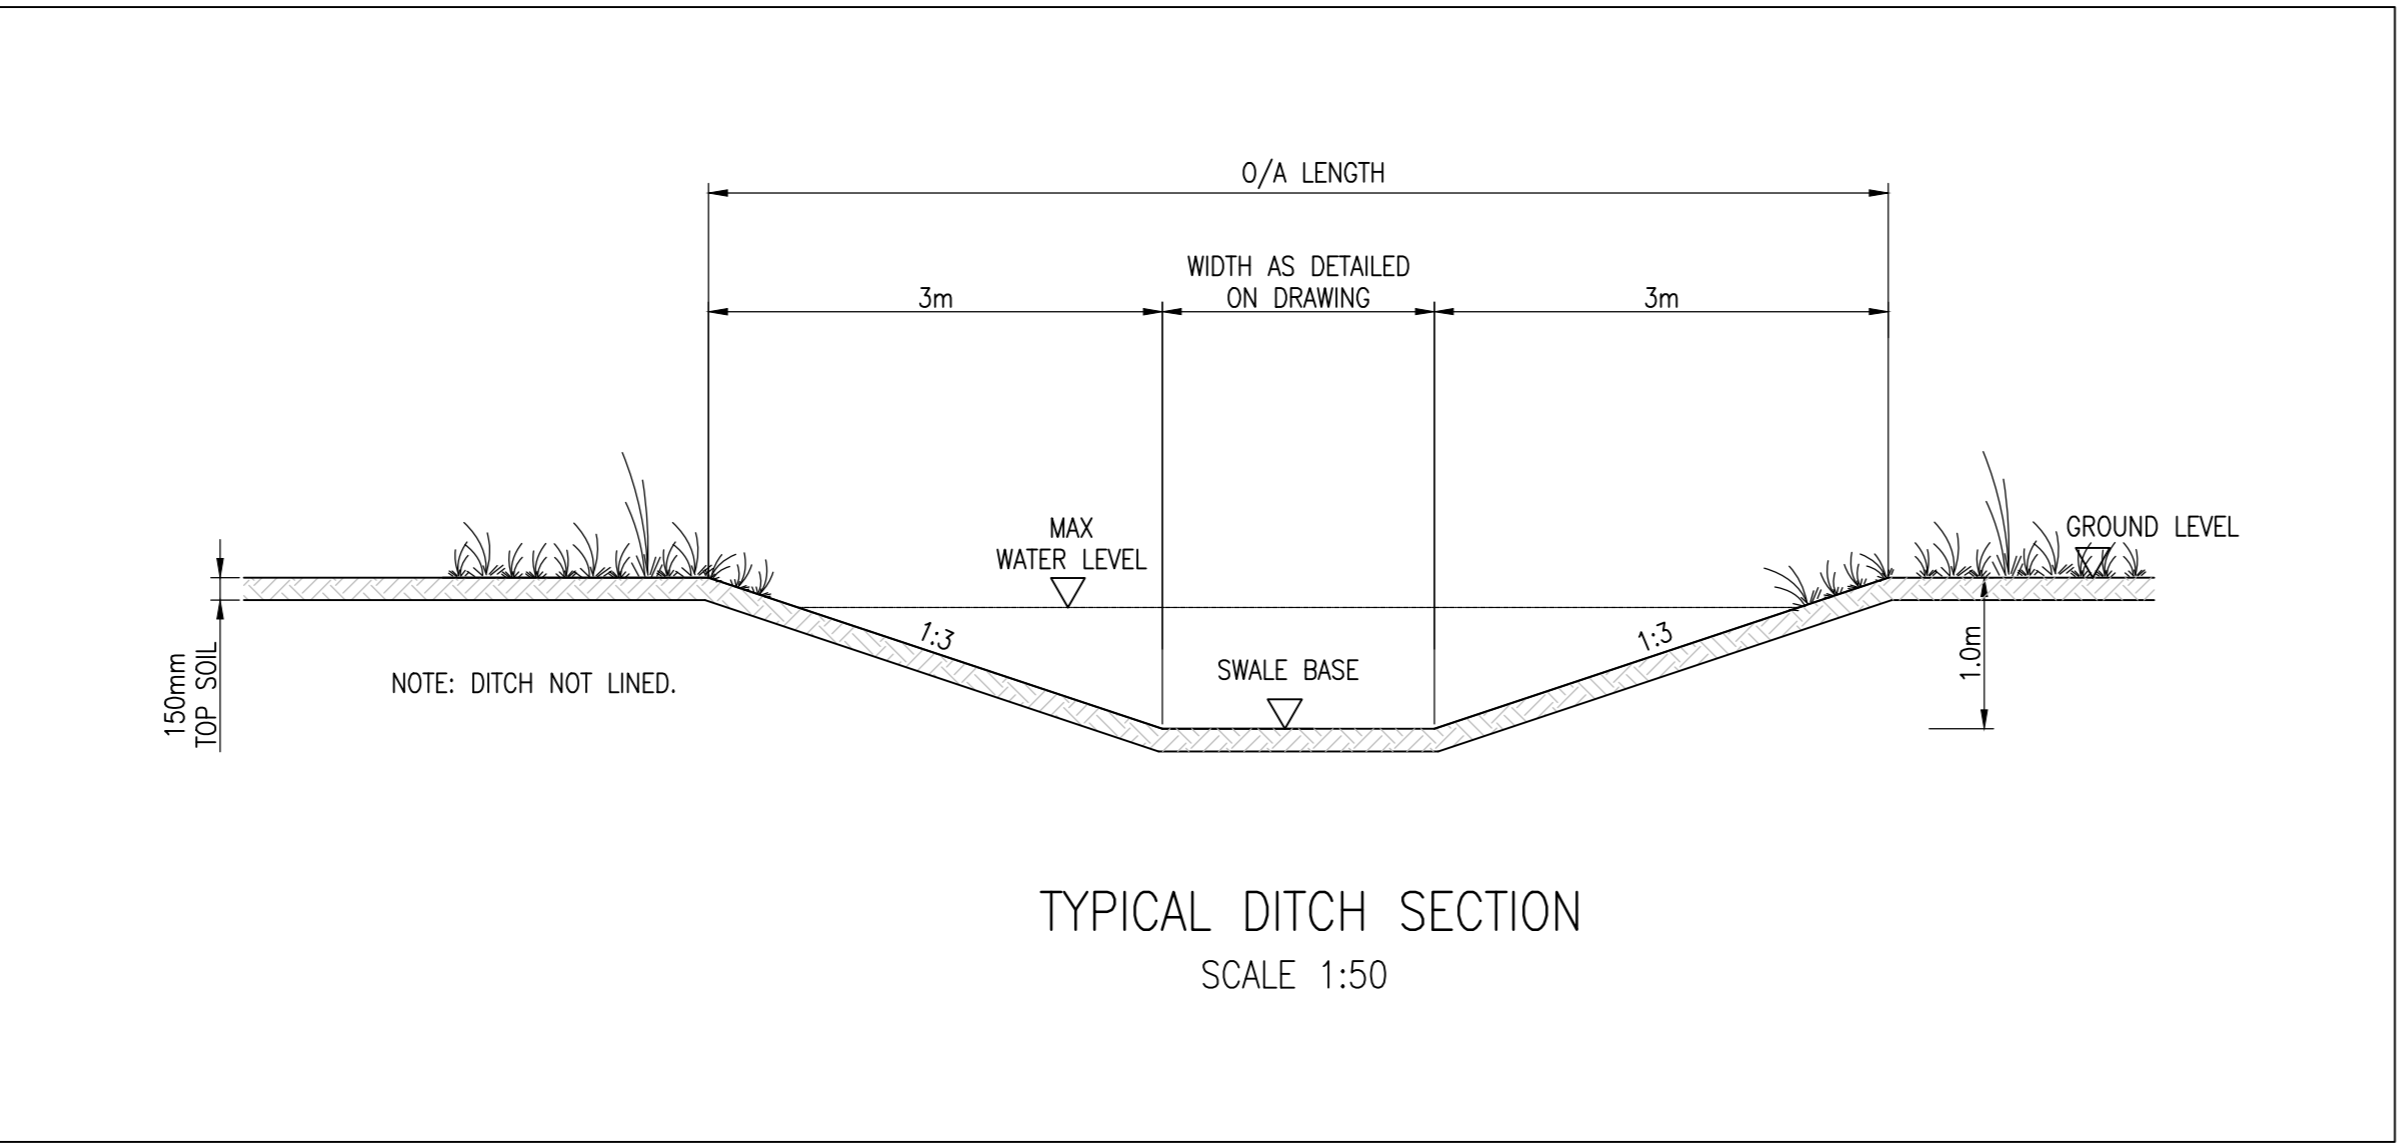 O/A LENGTH
WIDTH AS DETAILED
ON DRAWING
3m
3m
MAX
WATER LEVEL
GROUND LEVEL
1:3
1:3
SWALE BASE
1.0m
150mm
TOP SOIL
NOTE: DITCH NOT LINED.
TYPICAL DITCH SECTION
SCALE 1:50